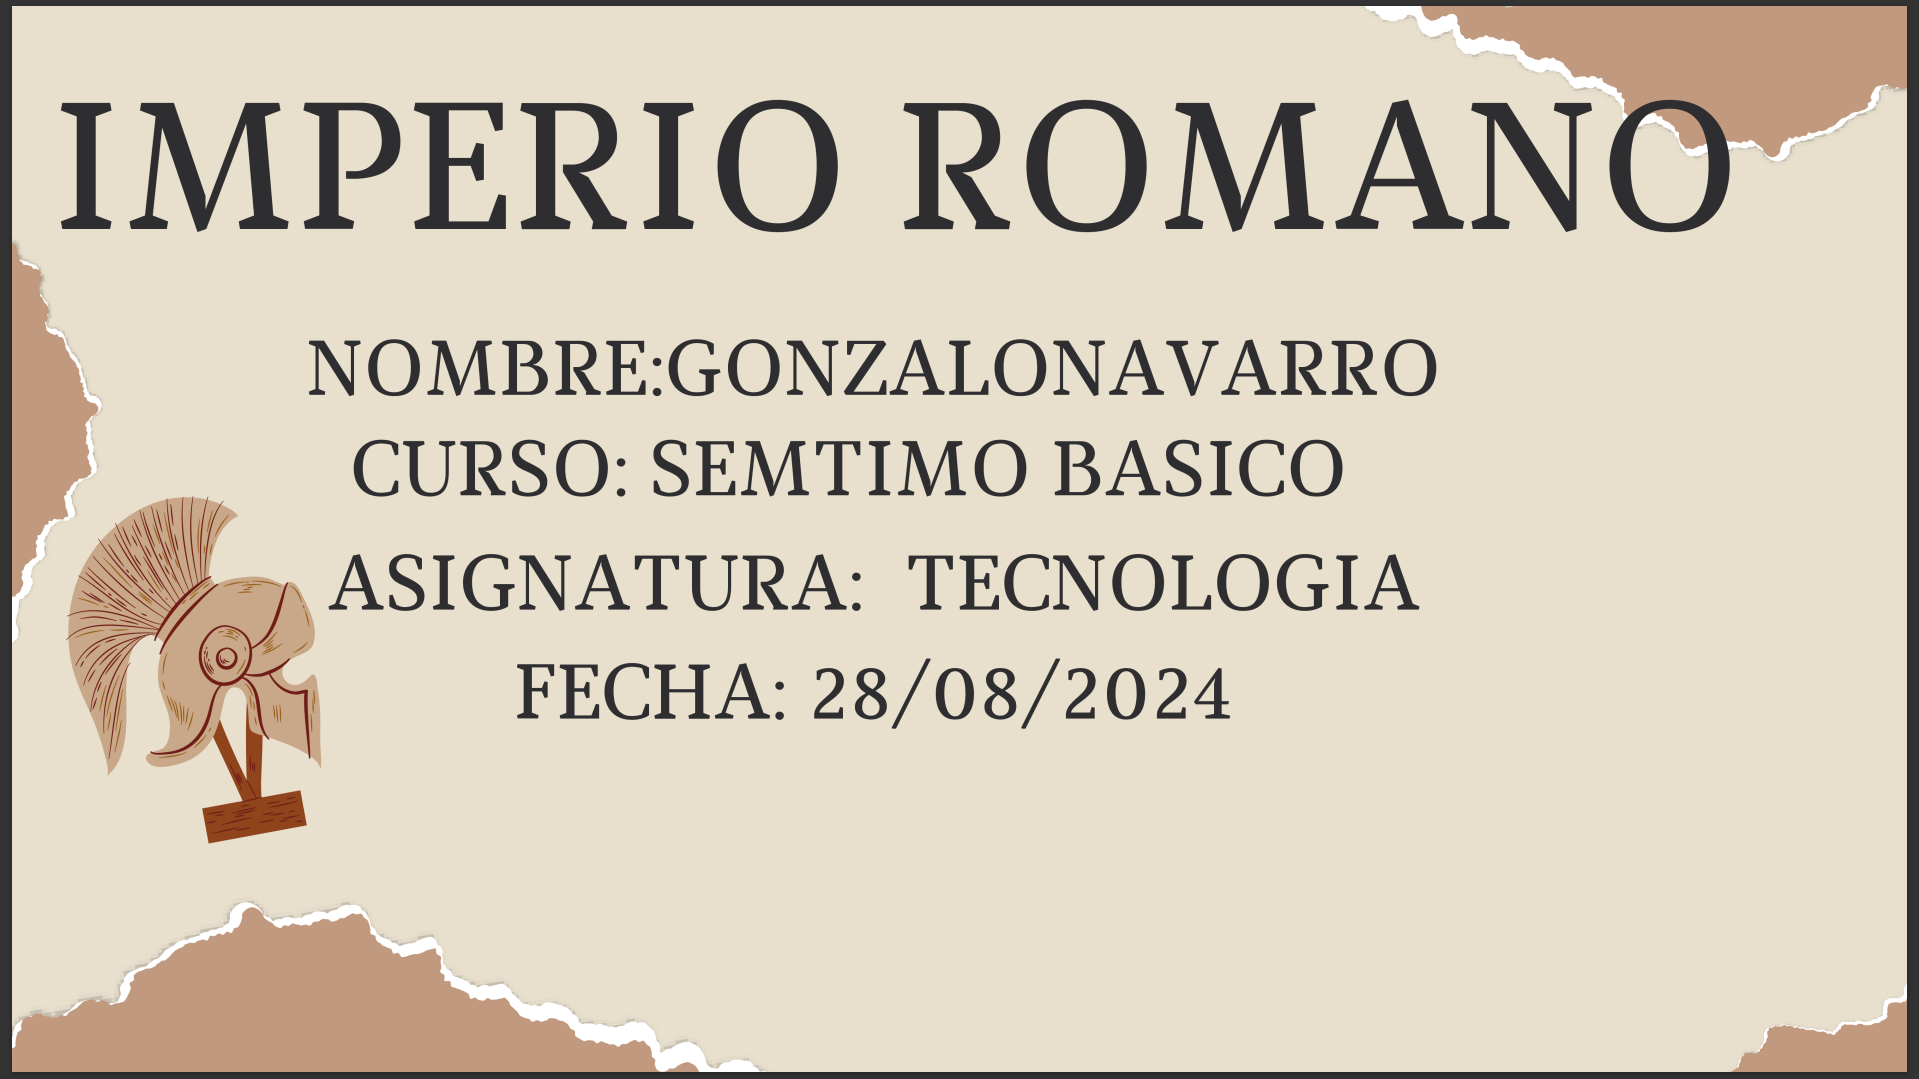 IMPERIO ROMANO
NOMBRE:GONZALONAVARRO
CURSO: SEMTIMO BASICO
ASIGNATURA: TECNOLOGIA
FECHA: 28/08/2024